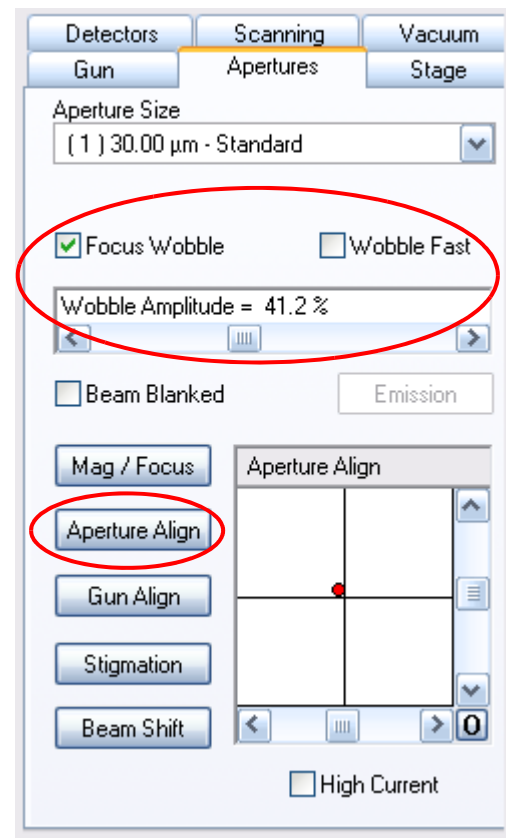 Detectors Scanning Vacuum
Gun Apertures Stage
Aperture Size
( 1 ) 30.00 µm - Standard
Focus Wobble Wobble Fast
Wobble Amplitude = 41.2 %
Beam Blanked Emission
Mag / Focus Aperture Align
Aperture Align
Gun Align
Stigmation
Beam Shift 0
High Current